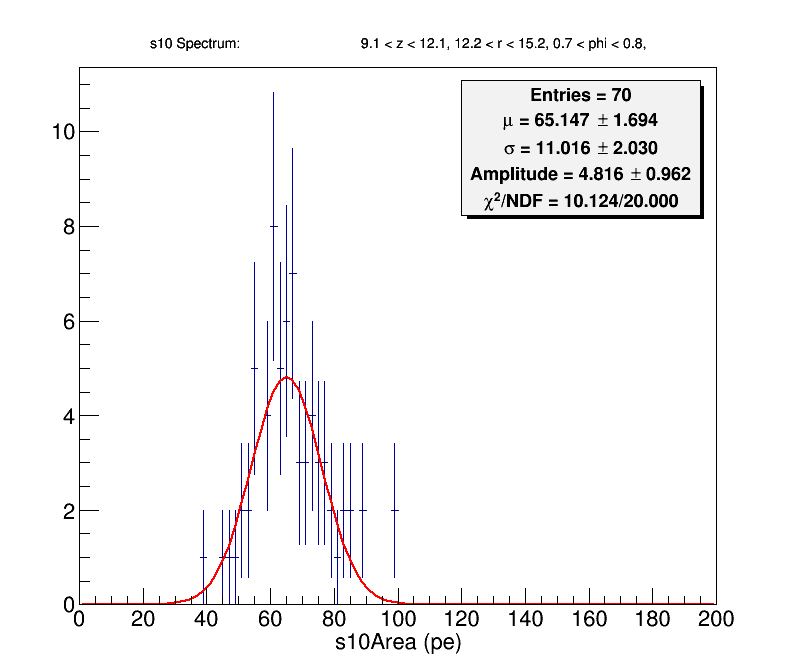 s10 Spectrum: 9.1 < z < 12.1, 12.2 < r < 15.2, 0.7 < phi < 0.8,
Entries = 70
μ = 65.147 ± 1.694
σ = 11.016 ± 2.030
Amplitude = 4.816 ± 0.962
χ²/NDF = 10.124/20.000
10
8
6
4
2
0
0 20 40 60 80 100 120 140 160 180 200
s10Area (pe)